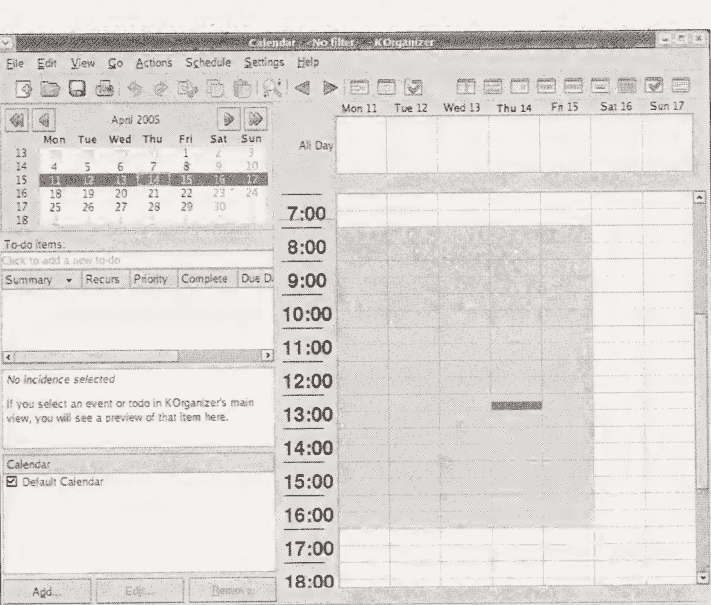 Calendar - No filter - KOrganizer
File Edit View Go Actions Schedule Settings Help
April 2005
Mon Tue Wed Thu Fri Sat Sun
13 1 2 3
14 4 5 6 7 8 9 10
15 11 12 13 14 15 16 17
16 18 19 20 21 22 23 24
17 25 26 27 28 29 30
18
To-do items:
Click to add a new to-do
Summary Recurs Priority Complete Due D
No incidence selected
If you select an event or todo in KOrganizer's main
view, you will see a preview of that item here.
Calendar
Default Calendar
Add... Edit... Remove
Mon 11 Tue 12 Wed 13 Thu 14 Fri 15 Sat 16 Sun 17
All Day
7:00
8:00
9:00
10:00
11:00
12:00
13:00
14:00
15:00
16:00
17:00
18:00